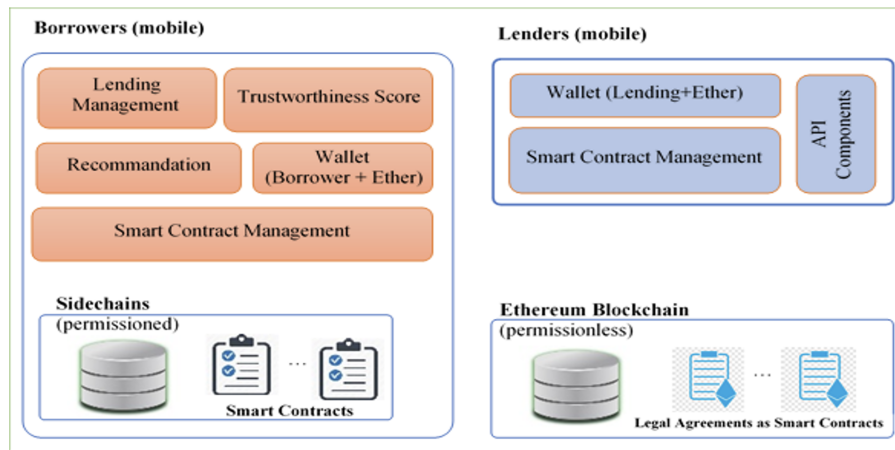 Borrowers (mobile)
Lending
Management
Trustworthiness Score
Recommandation
Wallet
(Borrower + Ether)
Smart Contract Management
Sidechains
(permissioned)
...
Smart Contracts
Lenders (mobile)
Wallet (Lending+Ether)
Smart Contract Management
API
Components
Ethereum Blockchain
(permissionless)
...
Legal Agreements as Smart Contracts